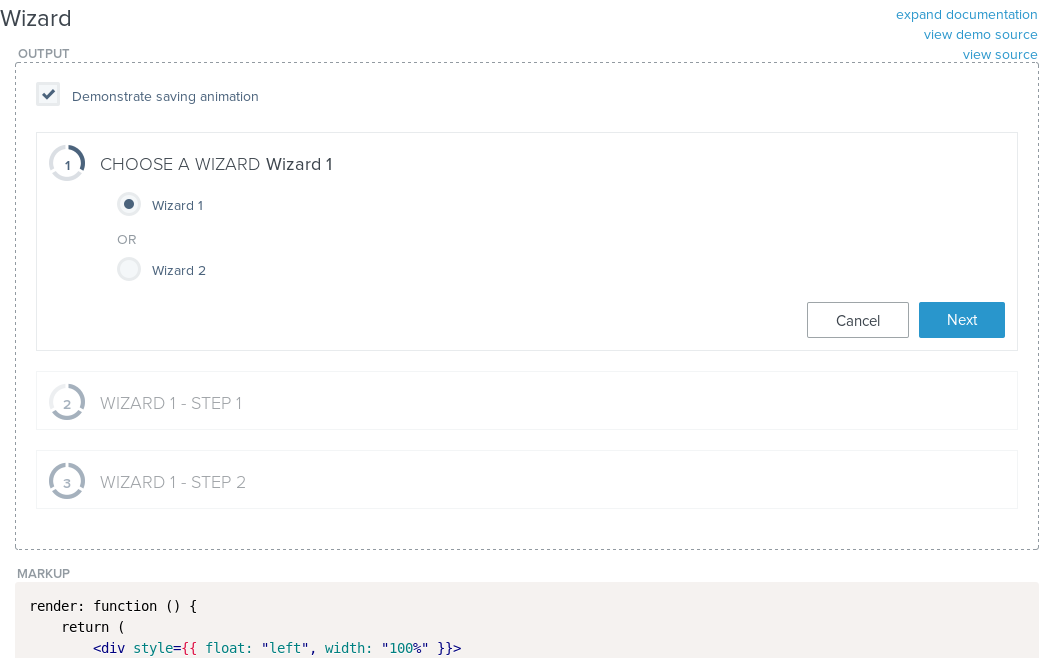 Wizard
expand documentation
view demo source
view source
OUTPUT
Demonstrate saving animation
1 CHOOSE A WIZARD Wizard 1
Wizard 1
OR
Wizard 2
Cancel Next
2 WIZARD 1 - STEP 1
3 WIZARD 1 - STEP 2
MARKUP
render: function () {
    return (
        <div style={{ float: "left", width: "100%" }}>